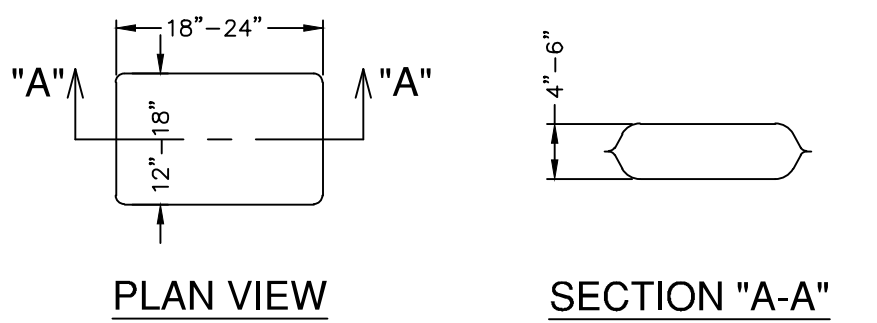 18”–24”
"A"
"A"
12”–18”
PLAN VIEW
4”–6”
SECTION "A-A"